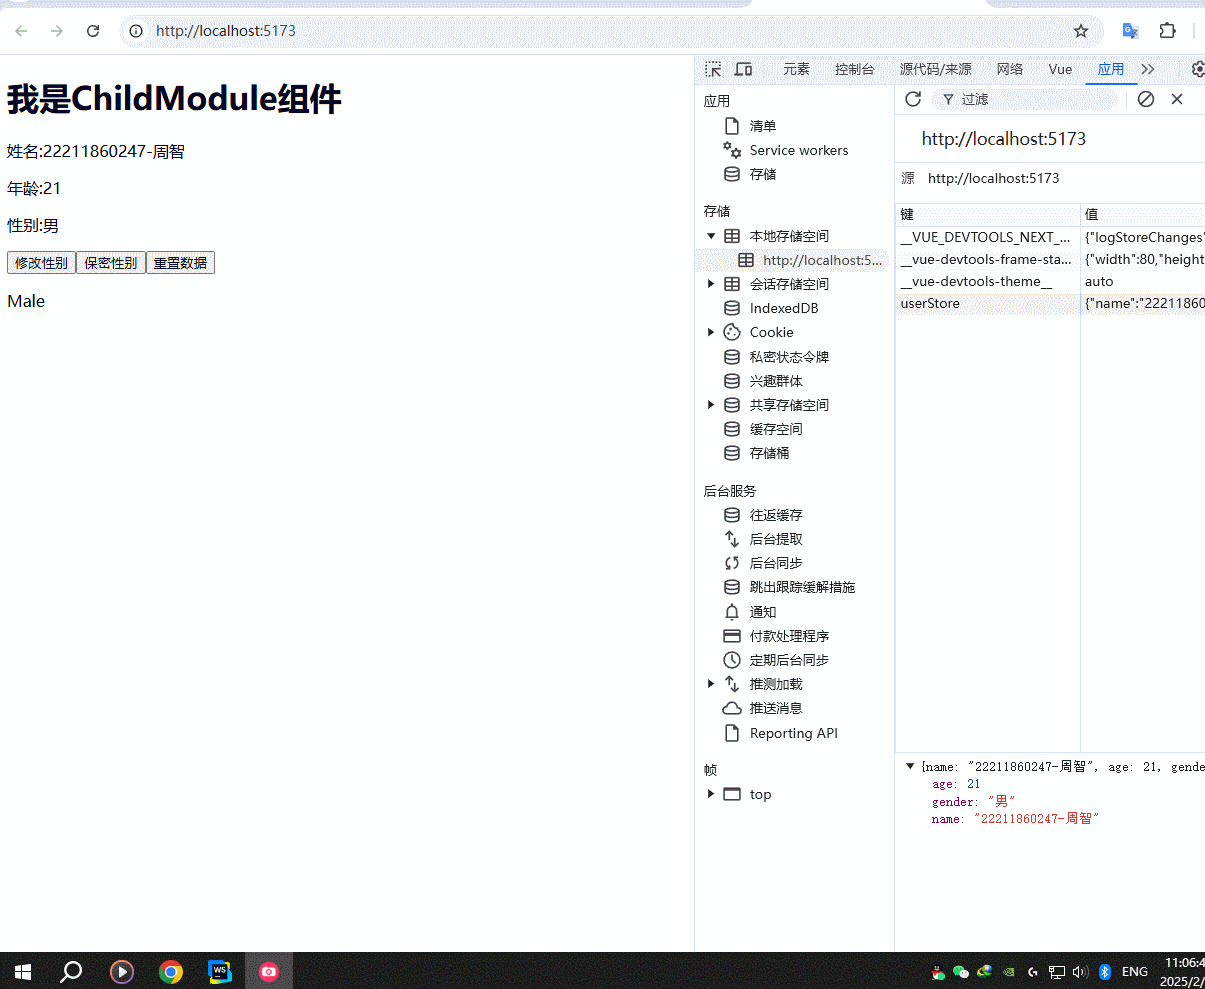 http://localhost:5173
元素 控制台 源代码/来源 网络 Vue 应用
我是ChildModule组件
姓名:22211860247-周智
年龄:21
性别:男
修改性别 保密性别 重置数据
Male
应用
清单
Service workers
存储
存储
本地存储空间
http://localhost:5...
会话存储空间
IndexedDB
Cookie
私密状态令牌
兴趣群体
共享存储空间
缓存空间
存储桶
后台服务
往返缓存
后台提取
后台同步
跳出跟踪缓解措施
通知
付款处理程序
定期后台同步
推测加载
推送消息
Reporting API
帧
top
过滤
http://localhost:5173
源 http://localhost:5173
键 值
__VUE_DEVTOOLS_NEXT_... {"logStoreChanges"
__vue-devtools-frame-sta... {"width":80,"height
__vue-devtools-theme__ auto
userStore {"name":"22211860
{name: "22211860247-周智", age: 21, gende
age: 21
gender: "男"
name: "22211860247-周智"
WS
ENG
11:06:4
2025/2/